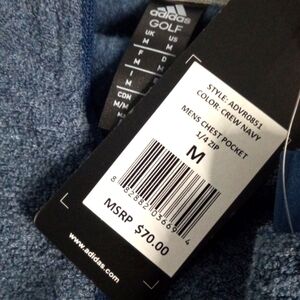 adidas
GOLF
UK US
M M
F D
M M
I
M M
CDN
M/M
STYLE: ADVR0851
COLOR: CREW NAVY
MENS CHEST POCKET
1/4 ZIP
M
MSRP $70.00
www.adidas.com